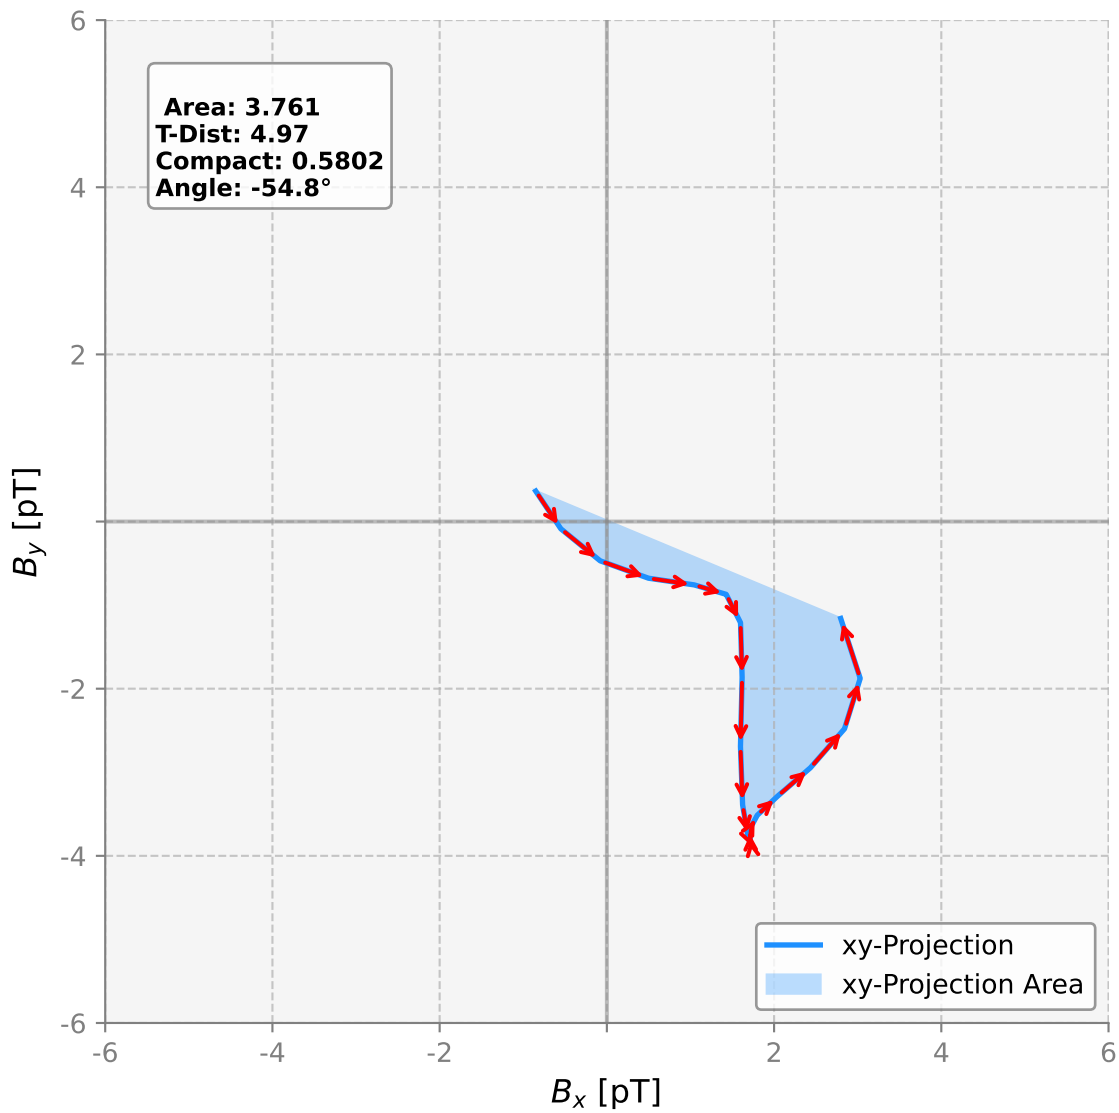 6
4
2
-2
-4
-6
-6
-4
-2
2
4
6
B_y [pT]
B_x [pT]
Area: 3.761
T-Dist: 4.97
Compact: 0.5802
Angle: -54.8°
xy-Projection
xy-Projection Area